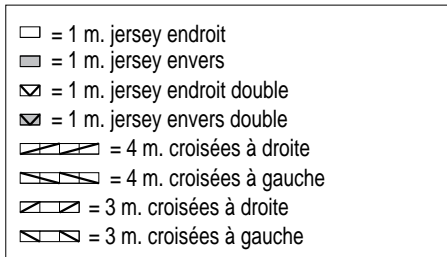 = 1 m. jersey endroit
= 1 m. jersey envers
= 1 m. jersey endroit double
= 1 m. jersey envers double
= 4 m. croisées à droite
= 4 m. croisées à gauche
= 3 m. croisées à droite
= 3 m. croisées à gauche